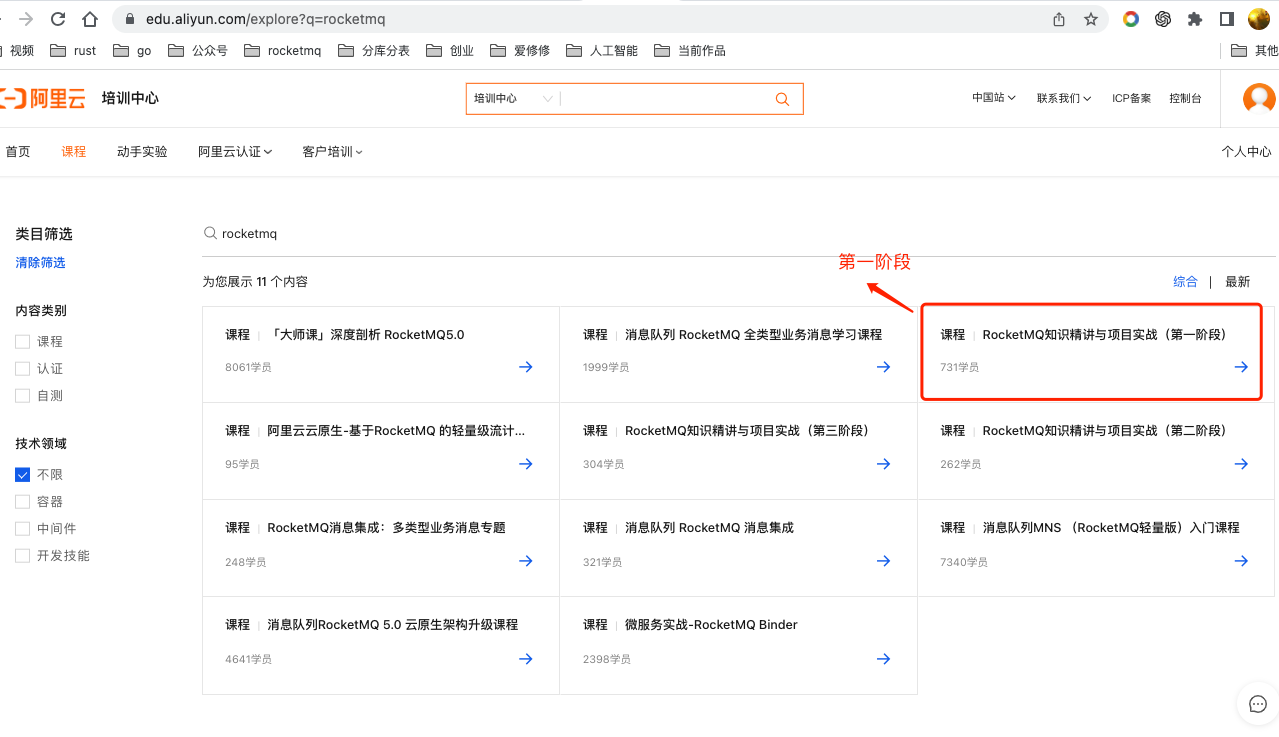 edu.aliyun.com/explore?q=rocketmq
视频 rust go 公众号 rocketmq 分库分表 创业 爱修修 人工智能 当前作品 其他
阿里云 培训中心 培训中心 中国站 联系我们 ICP备案 控制台
首页 课程 动手实验 阿里云认证 客户培训 个人中心
类目筛选
清除筛选
内容类别
课程
认证
自测
技术领域
不限
容器
中间件
开发技能
rocketmq
第一阶段
为您展示 11 个内容 综合 | 最新
课程 「大师课」深度剖析 RocketMQ5.0
8061学员
课程 消息队列 RocketMQ 全类型业务消息学习课程
1999学员
课程 RocketMQ知识精讲与项目实战（第一阶段）
731学员
课程 阿里云云原生-基于RocketMQ 的轻量级流计...
95学员
课程 RocketMQ知识精讲与项目实战（第三阶段）
304学员
课程 RocketMQ知识精讲与项目实战（第二阶段）
262学员
课程 RocketMQ消息集成：多类型业务消息专题
248学员
课程 消息队列 RocketMQ 消息集成
321学员
课程 消息队列MNS （RocketMQ轻量版）入门课程
7340学员
课程 消息队列RocketMQ 5.0 云原生架构升级课程
4641学员
课程 微服务实战-RocketMQ Binder
2398学员